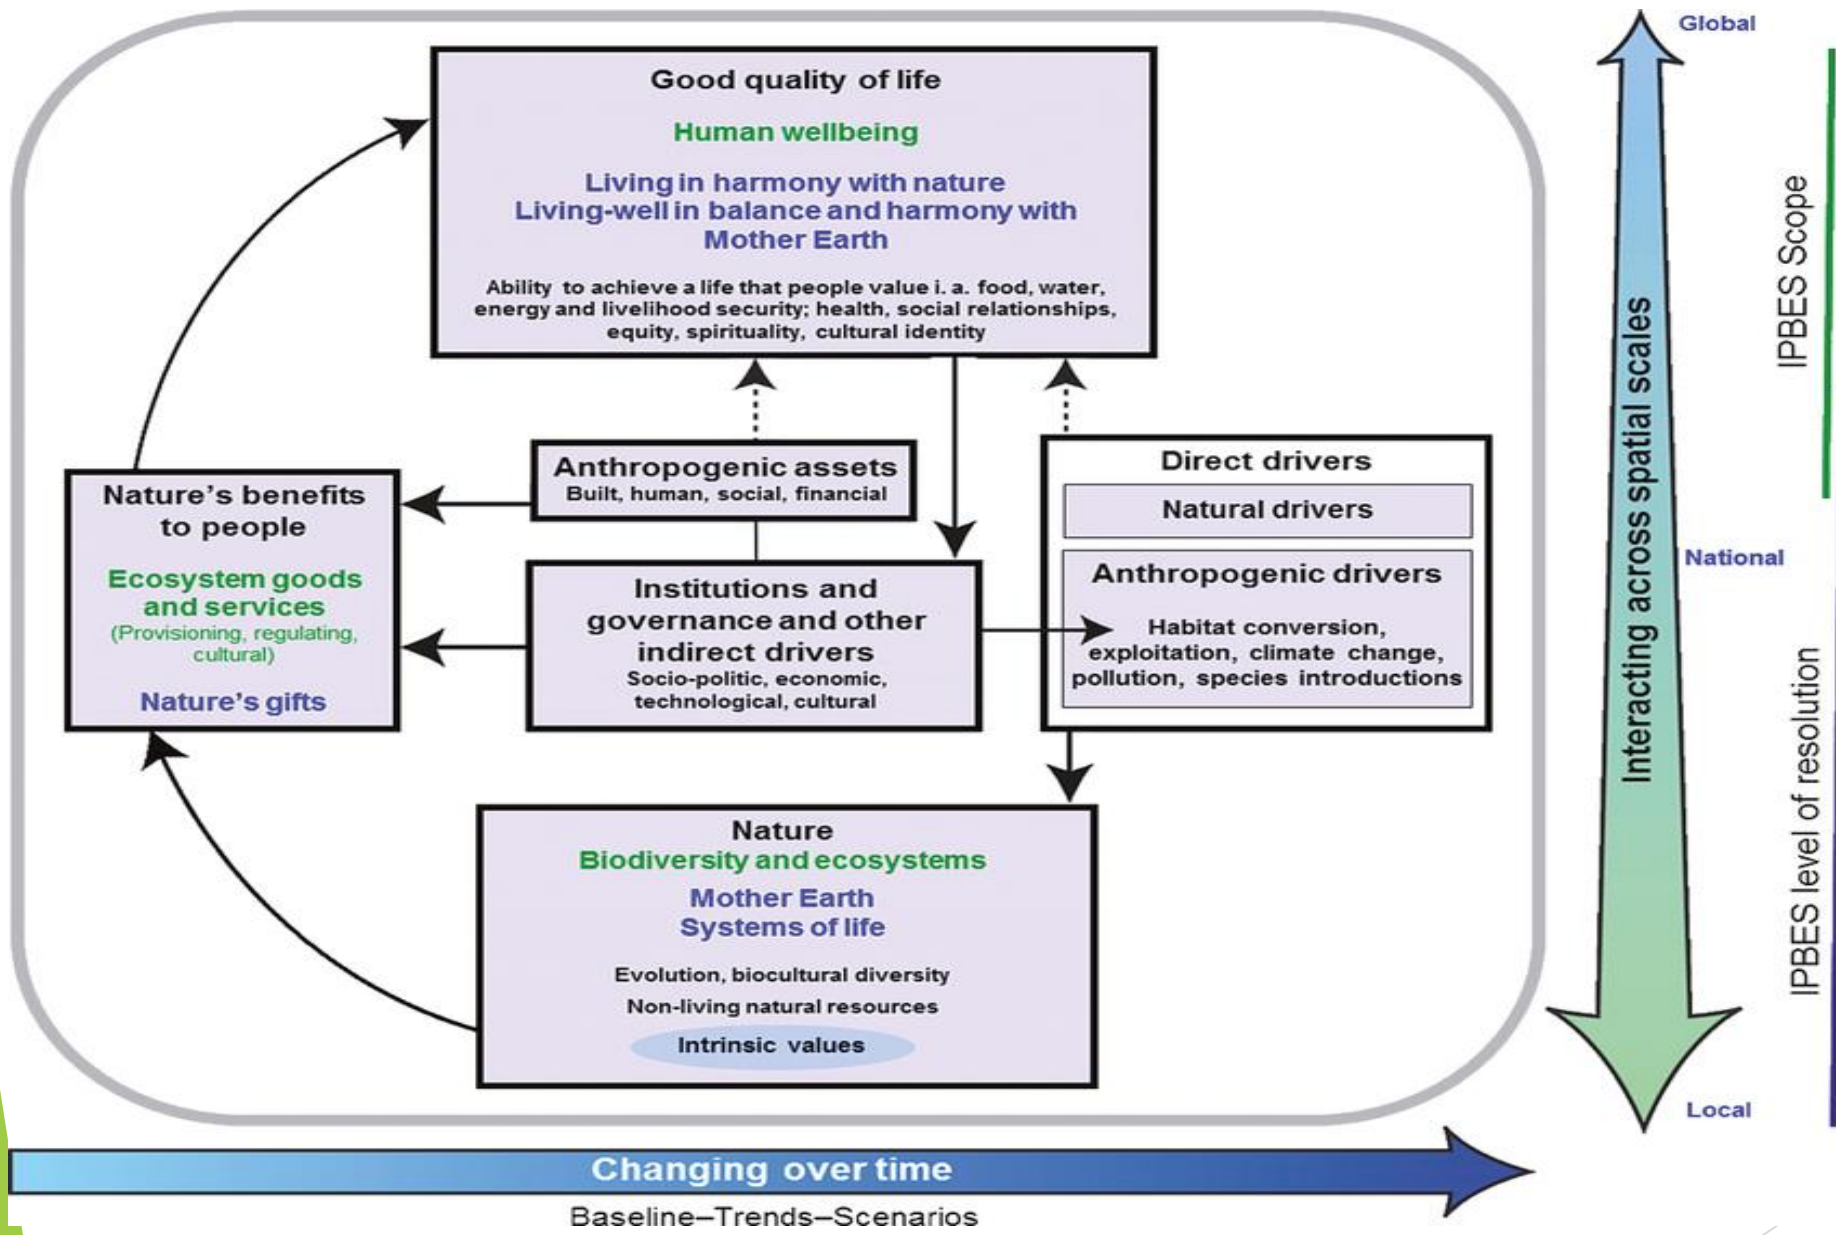 Global
Good quality of life
Human wellbeing
Living in harmony with nature
Living-well in balance and harmony with
Mother Earth
Ability to achieve a life that people value i. a. food, water,
energy and livelihood security; health, social relationships,
equity, spirituality, cultural identity
Anthropogenic assets
Built, human, social, financial
Direct drivers
Natural drivers
Anthropogenic drivers
Habitat conversion,
exploitation, climate change,
pollution, species introductions
Nature's benefits
to people
Ecosystem goods
and services
(Provisioning, regulating,
cultural)
Nature's gifts
Institutions and
governance and other
indirect drivers
Socio-politic, economic,
technological, cultural
Nature
Biodiversity and ecosystems
Mother Earth
Systems of life
Evolution, biocultural diversity
Non-living natural resources
Intrinsic values
Interacting across spatial scales
IPBES Scope
National
IPBES level of resolution
Local
Changing over time
Baseline–Trends–Scenarios